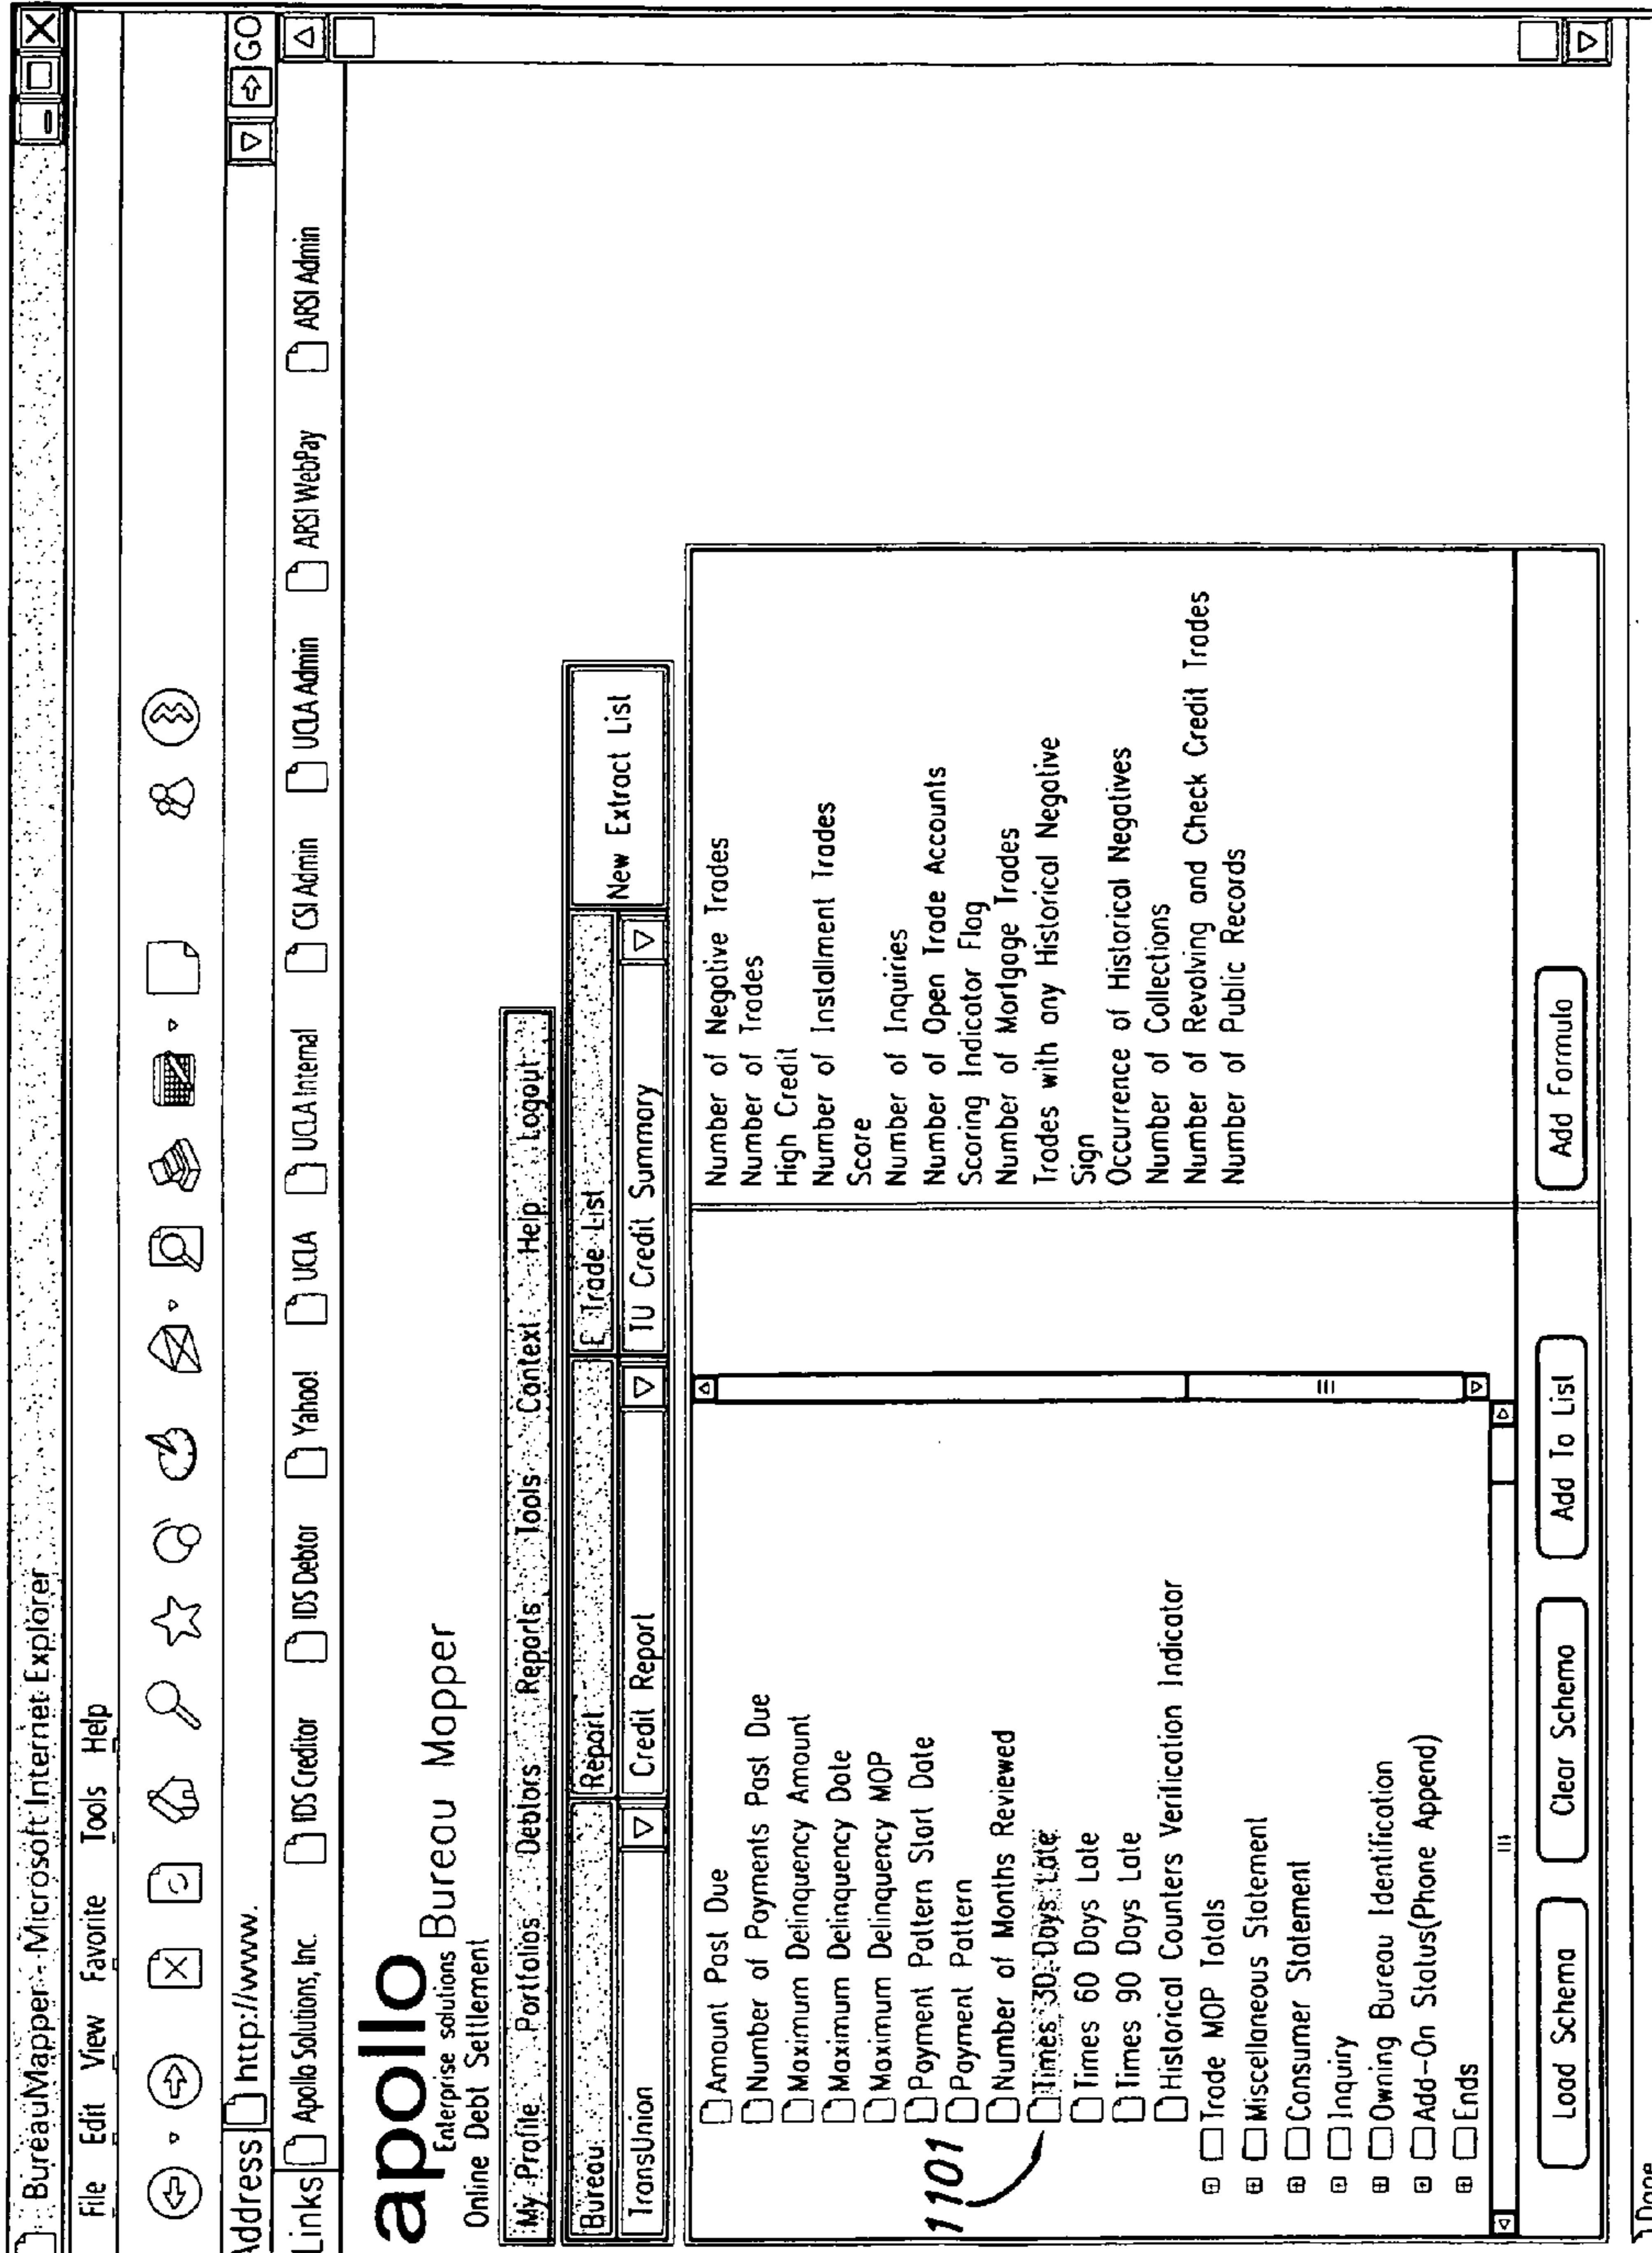 BureauMapper - Microsoft Internet Explorer
File Edit View Favorite Tools Help
Address http://www. GO
Links Apollo Solutions, Inc. IDS Creditor IDS Debtor Yahoo! UCLA UCLA Internal CSI Admin UCLA Admin ARSI WebPay ARSI Admin
apollo
Enterprise solutions Bureau Mapper
Online Debt Settlement
My Profile Portfolios Debtors Reports Tools Context Help Logout
Bureau Report E Trade List New Extract List
TransUnion Credit Report TU Credit Summary
Amount Past Due
Number of Payments Past Due
Maximum Delinquency Amount
Maximum Delinquency Date
Maximum Delinquency MOP
Payment Pattern Start Date
Payment Pattern
Number of Months Reviewed
1101
Times 30 Days Late
Times 60 Days Late
Times 90 Days Late
Historical Counters Verification Indicator
Trade MOP Totals
Miscellaneous Statement
Consumer Statement
Inquiry
Owning Bureau Identification
Add-On Status(Phone Append)
Ends
Number of Negative Trades
Number of Trades
High Credit
Number of Installment Trades
Score
Number of Inquiries
Number of Open Trade Accounts
Scoring Indicator Flag
Number of Mortgage Trades
Trades with any Historical Negative
Sign
Occurrence of Historical Negatives
Number of Collections
Number of Revolving and Check Credit Trades
Number of Public Records
Load Schema Clear Schema Add To List Add Formula
Done